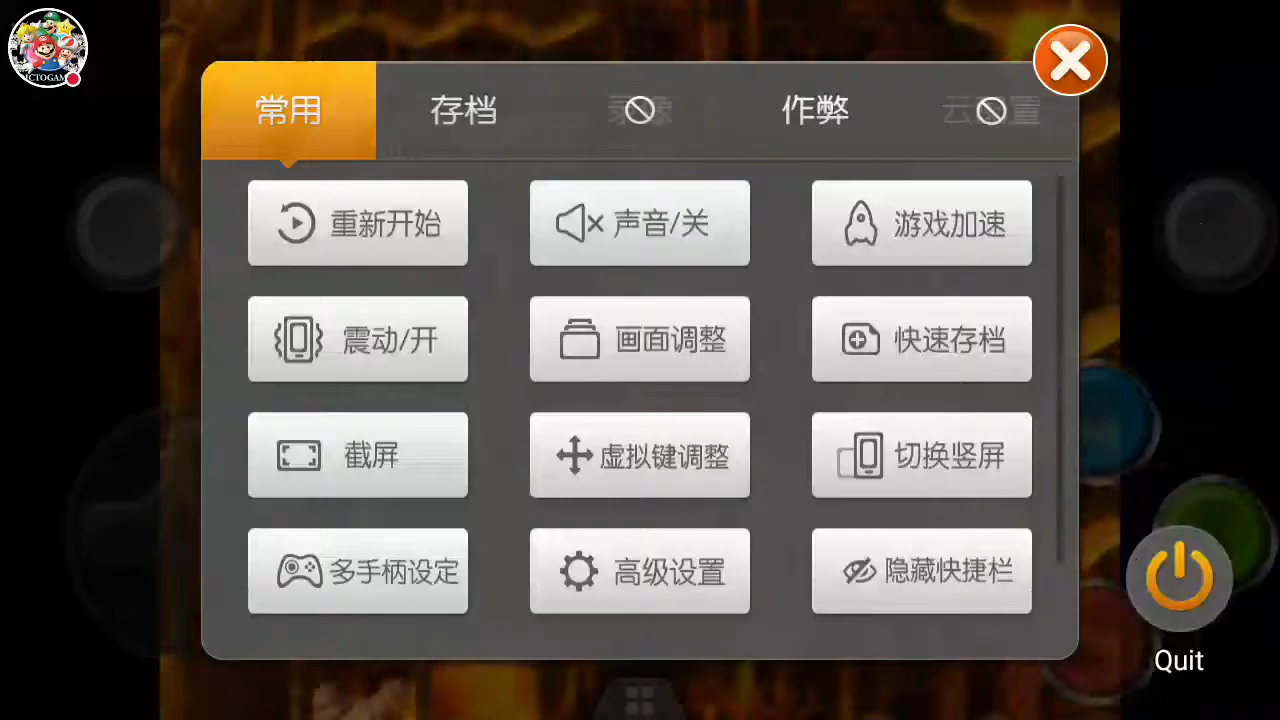 常用
存档
作弊
重新开始
声音/关
游戏加速
震动/开
画面调整
快速存档
截屏
虚拟键调整
切换竖屏
多手柄设定
高级设置
隐藏快捷栏
Quit